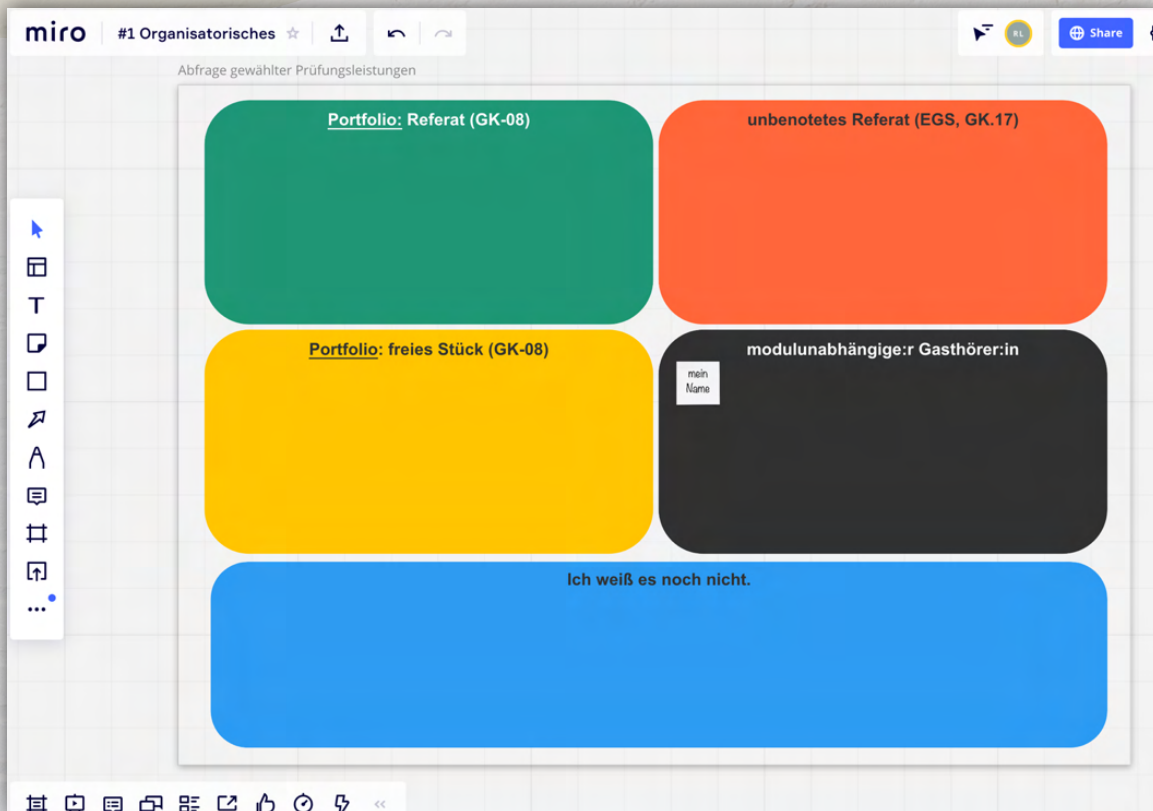 miro
#1 Organisatorisches
RL
Share
Abfrage gewählter Prüfungsleistungen
Portfolio: Referat (GK-08)
unbenotetes Referat (EGS, GK.17)
Portfolio: freies Stück (GK-08)
modulunabhängige:r Gasthörer:in
mein
Name
Ich weiß es noch nicht.